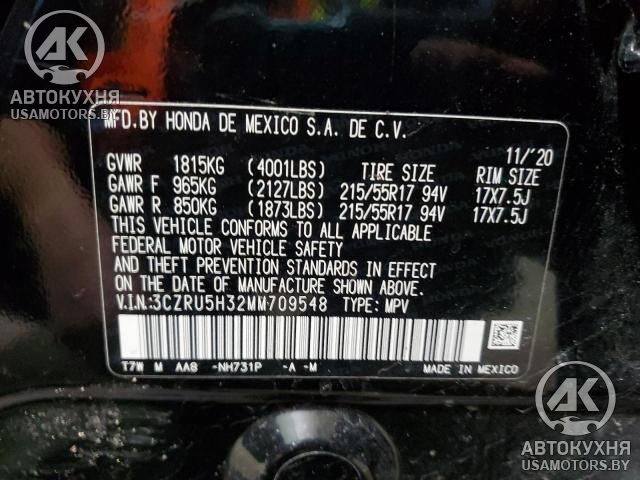 AK
АВТОКУХНЯ
USAMOTORS.BY
MFD.BY HONDA DE MEXICO S.A. DE C.V.
11/'20
GVWR 1815KG (4001LBS) TIRE SIZE RIM SIZE
GAWR F 965KG (2127LBS) 215/55R17 94V 17X7.5J
GAWR R 850KG (1873LBS) 215/55R17 94V 17X7.5J
THIS VEHICLE CONFORMS TO ALL APPLICABLE
FEDERAL MOTOR VEHICLE SAFETY
AND THEFT PREVENTION STANDARDS IN EFFECT
ON THE DATE OF MANUFACTURE SHOWN ABOVE.
V.I.N.:3CZRU5H32MM709548 TYPE: MPV
T7W M AA8 -NH731P -A -M MADE IN MEXICO
AK
АВТОКУХНЯ
USAMOTORS.BY